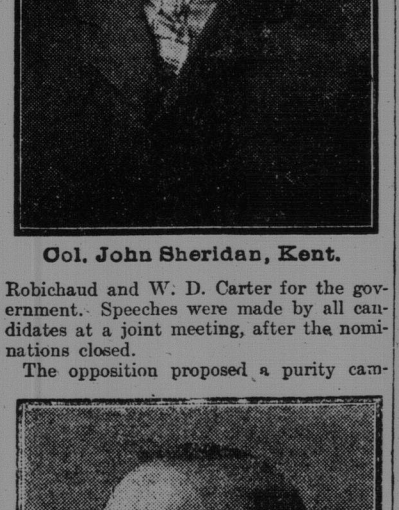 Col. John Sheridan, Kent.
Robichaud and W. D. Carter for the gov-
ernment. Speeches were made by all can-
didates at a joint meeting, after the nomi-
nations closed.
The opposition proposed a purity cam-